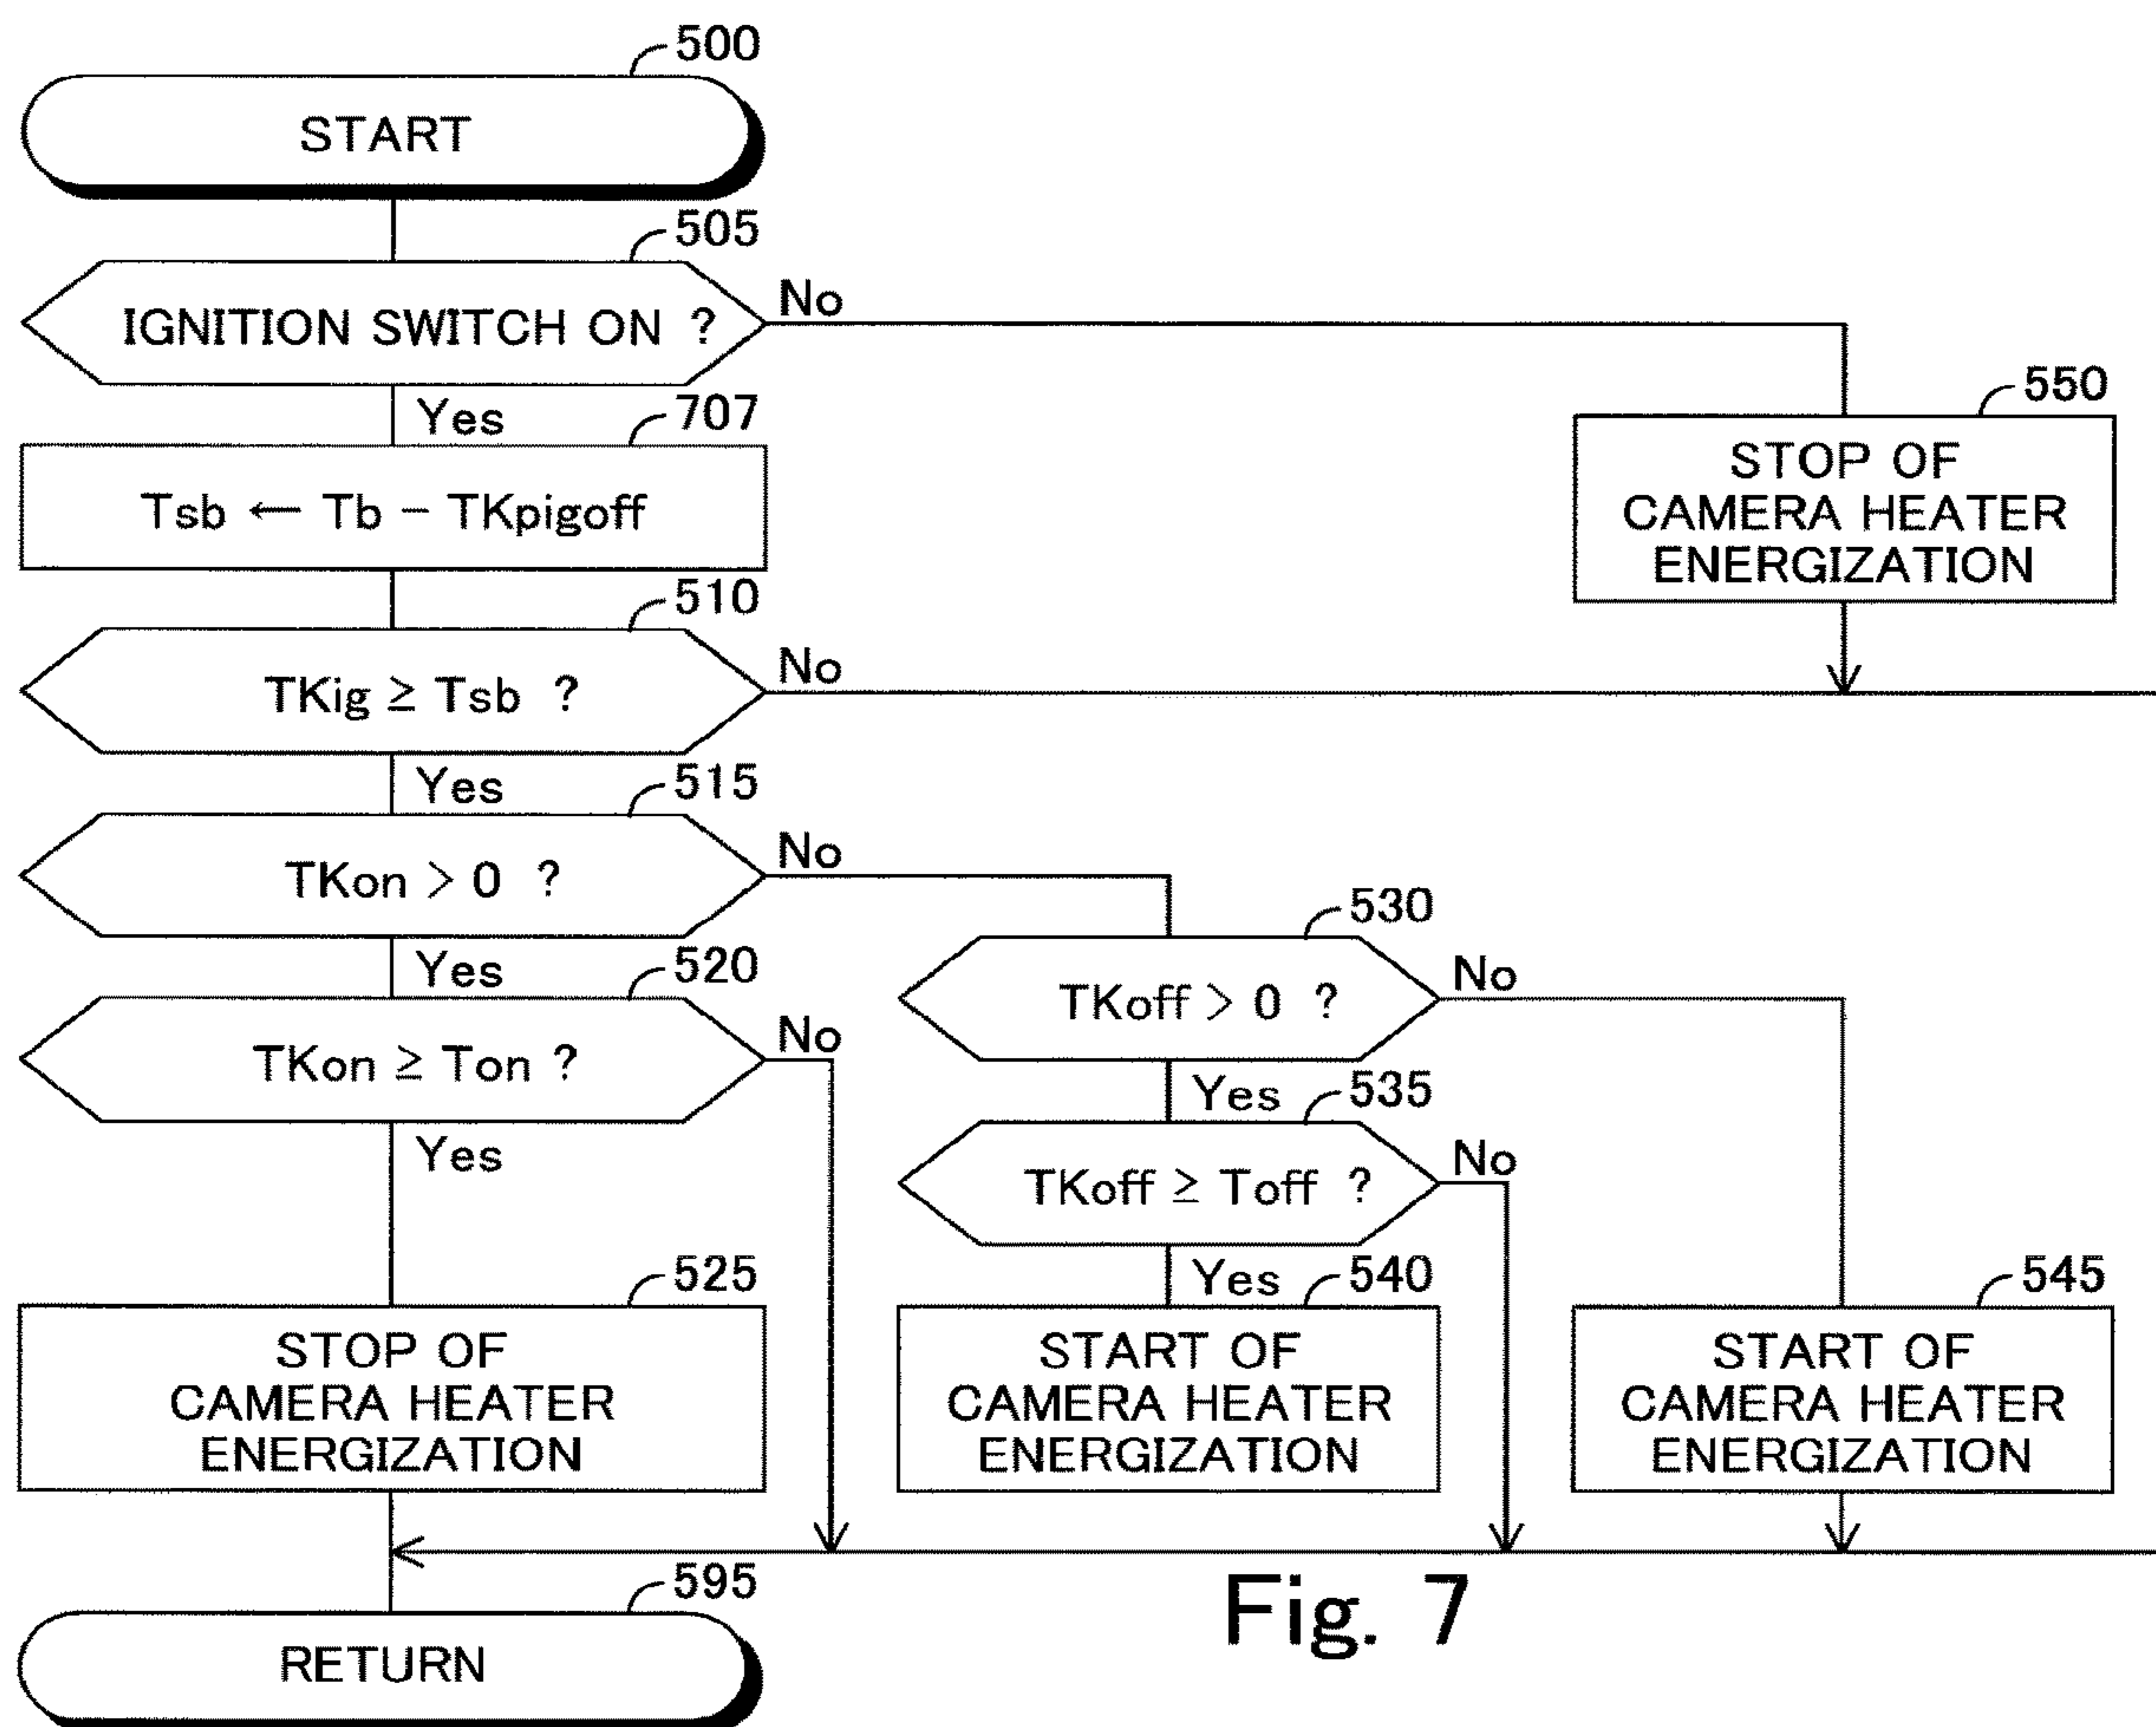 500
START
505
IGNITION SWITCH ON ?
No
Yes
707
Tsb ← Tb − TKpigoff
550
STOP OF
CAMERA HEATER
ENERGIZATION
510
TKig ≥ Tsb ?
No
Yes
515
TKon > 0 ?
No
Yes
520
TKon ≥ Ton ?
No
Yes
530
TKoff > 0 ?
No
Yes
535
TKoff ≥ Toff ?
No
Yes
525
STOP OF
CAMERA HEATER
ENERGIZATION
540
START OF
CAMERA HEATER
ENERGIZATION
545
START OF
CAMERA HEATER
ENERGIZATION
595
RETURN
Fig. 7